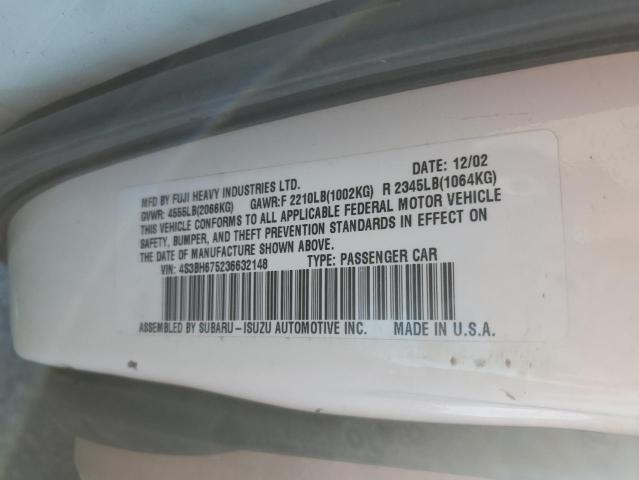 MFD BY FUJI HEAVY INDUSTRIES LTD. DATE: 12/02
GVWR: 4555LB(2066KG) GAWR:F 2210LB(1002KG) R 2345LB(1064KG)
THIS VEHICLE CONFORMS TO ALL APPLICABLE FEDERAL MOTOR VEHICLE
SAFETY, BUMPER, AND THEFT PREVENTION STANDARDS IN EFFECT ON
THE DATE OF MANUFACTURE SHOWN ABOVE.
VIN: 4S3BH675236632148 TYPE: PASSENGER CAR
ASSEMBLED BY SUBARU-ISUZU AUTOMOTIVE INC. MADE IN U.S.A.